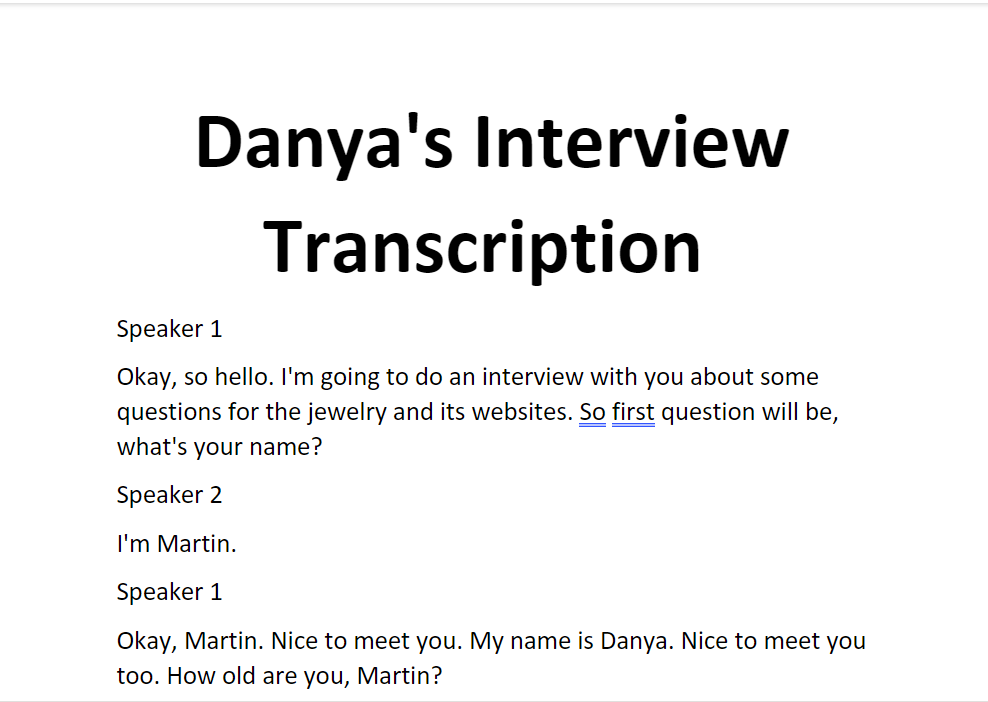 Danya's Interview
Transcription
Speaker 1
Okay, so hello. I'm going to do an interview with you about some
questions for the jewelry and its websites. So first question will be,
what's your name?
Speaker 2
I'm Martin.
Speaker 1
Okay, Martin. Nice to meet you. My name is Danya. Nice to meet you
too. How old are you, Martin?